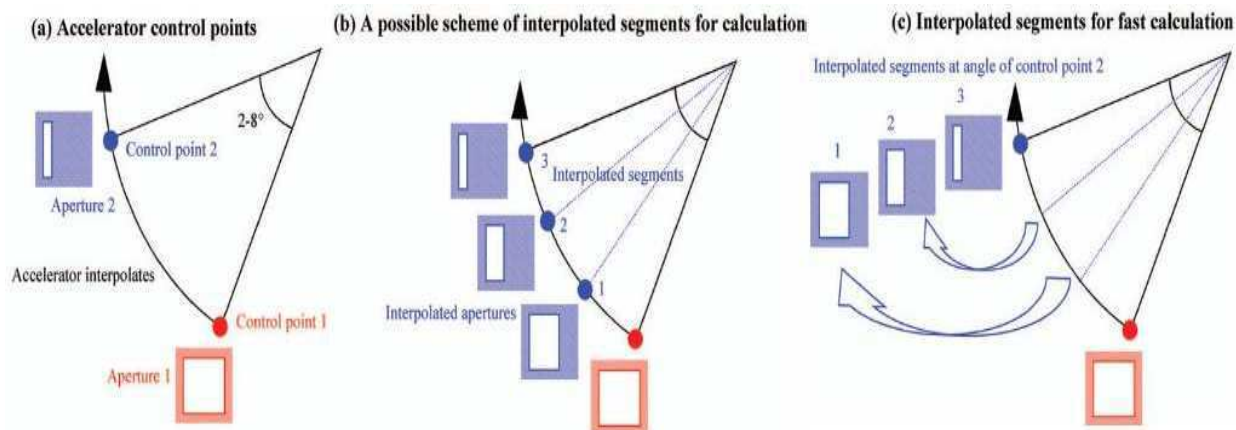 (a) Accelerator control points
2-8°
Control point 2
Aperture 2
Accelerator interpolates
Control point 1
Aperture 1
(b) A possible scheme of interpolated segments for calculation
3
Interpolated segments
2
1
Interpolated apertures
(c) Interpolated segments for fast calculation
Interpolated segments at angle of control point 2
3
2
1